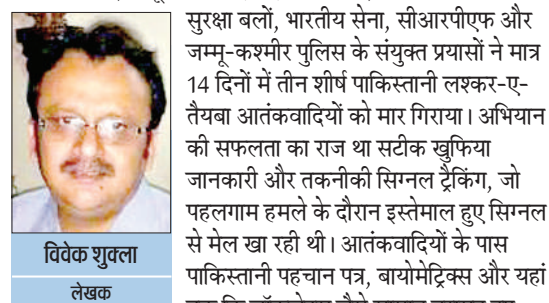 सुरक्षा बलों, भारतीय सेना, सीआरपीएफ और
जम्मू-कश्मीर पुलिस के संयुक्त प्रयासों ने मात्र
14 दिनों में तीन शीर्ष पाकिस्तानी लश्कर-ए-
तैयबा आतंकवादियों को मार गिराया। अभियान
की सफलता का राज था सटीक खुफिया
जानकारी और तकनीकी सिग्नल ट्रैकिंग, जो
पहलगाम हमले के दौरान इस्तेमाल हुए सिग्नल
से मेल खा रही थी। आतंकवादियों के पास
पाकिस्तानी पहचान पत्र, बायोमेट्रिक्स और यहां
विवेक शुक्ला
लेखक